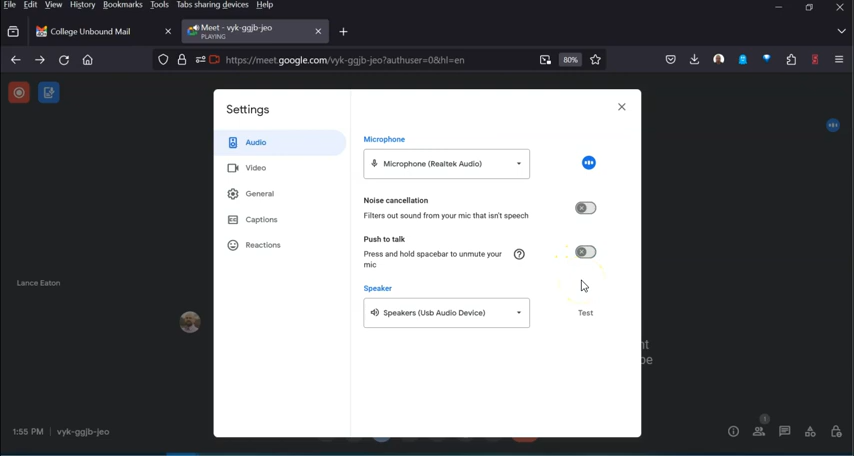 File Edit View History Bookmarks Tools Tabs sharing devices Help
College Unbound Mail
Meet - vyk-ggjb-jeo
PLAYING
https://meet.google.com/vyk-ggjb-jeo?authuser=0&hl=en
80%
Settings
Audio
Video
General
Captions
Reactions
Microphone
Microphone (Realtek Audio)
Noise cancellation
Filters out sound from your mic that isn't speech
Push to talk
Press and hold spacebar to unmute your
mic
Speaker
Speakers (Usb Audio Device)
Test
Lance Eaton
nt
be
1:55 PM | vyk-ggjb-jeo
1